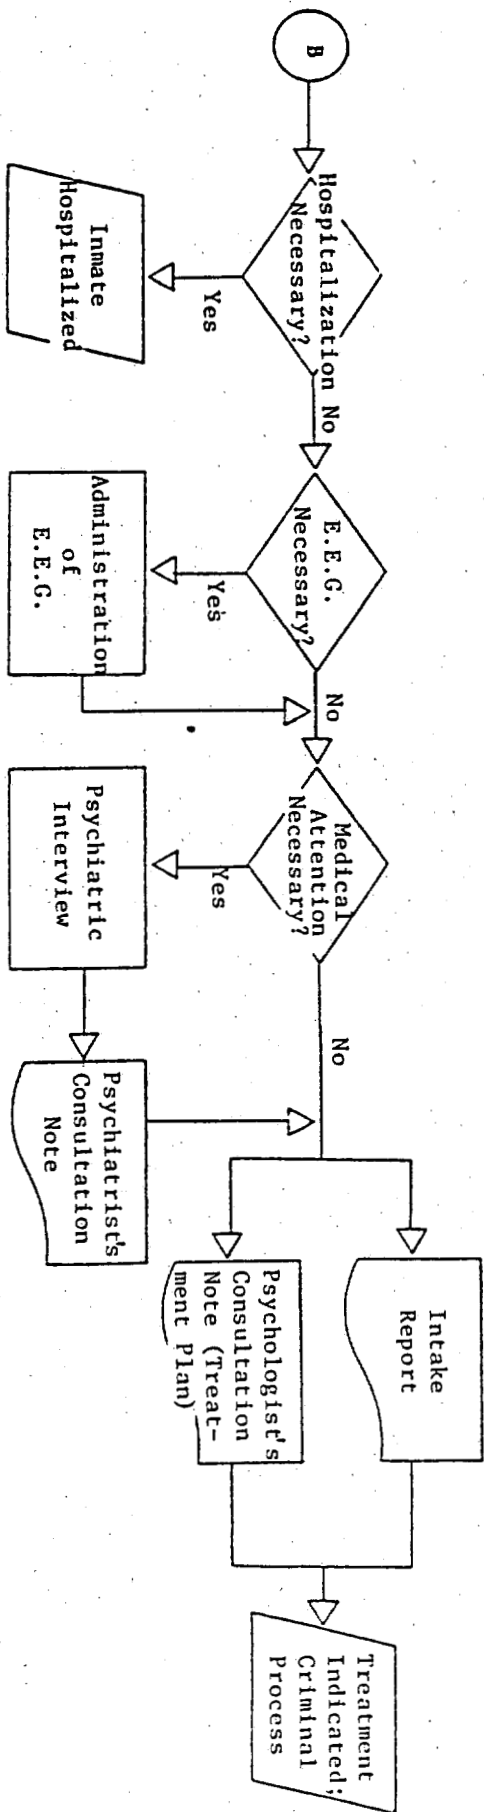 B
Hospitalization
Necessary?
Yes
No
Inmate
Hospitalized
E.E.G.
Necessary?
Yes
No
Administration
of
E.E.G.
Medical
Attention
Necessary?
Yes
No
Psychiatric
Interview
Psychiatrist's
Consultation
Note
Intake
Report
Psychologist's
Consultation
Note (Treat-
ment Plan)
Treatment
Indicated;
Criminal
Process